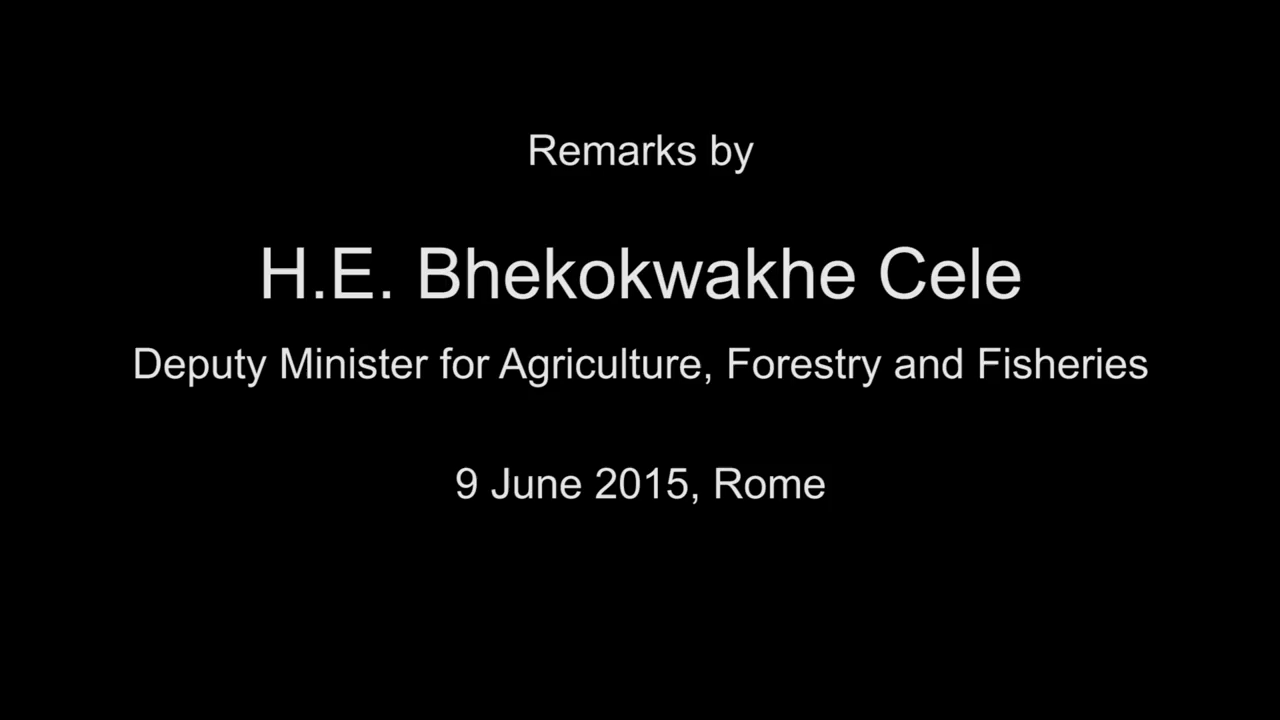 Remarks by
H.E. Bhekokwakhe Cele
Deputy Minister for Agriculture, Forestry and Fisheries
9 June 2015, Rome